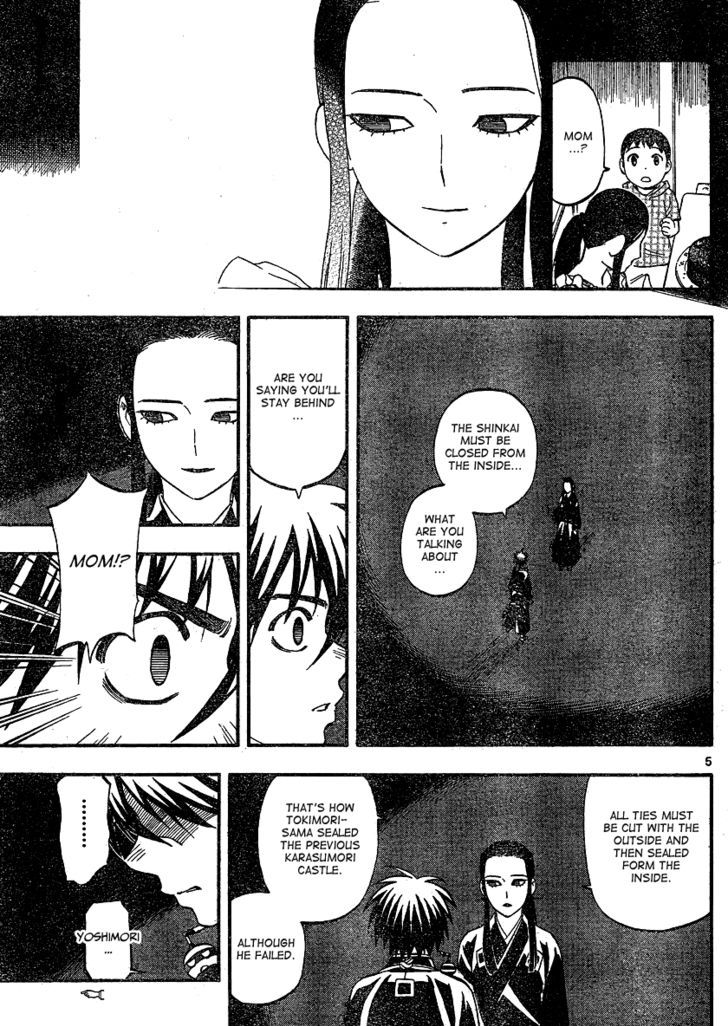 MOM
...?
THE SHINKAI
MUST BE
CLOSED FROM
THE INSIDE...
WHAT
ARE YOU
TALKING
ABOUT
...
ARE YOU
SAYING YOU'LL
STAY BEHIND
...
MOM!?
5
ALL TIES MUST
BE CUT WITH THE
OUTSIDE AND
THEN SEALED
FORM THE
INSIDE.
THAT'S HOW
TOKIMORI-
SAMA SEALED
THE PREVIOUS
KARASUMORI
CASTLE.
ALTHOUGH
HE FAILED.
........
YOSHIMORI
...